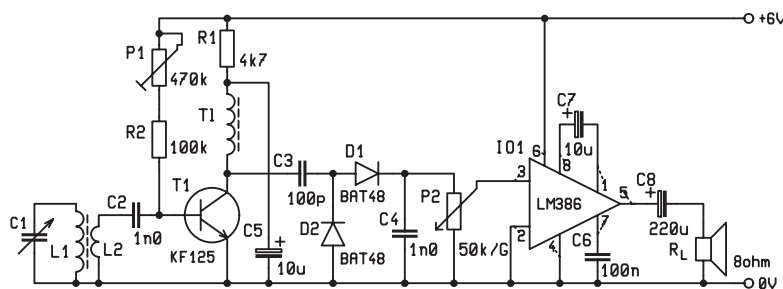 +6V
P1
470k
R1
4k7
R2
100k
Tl
C7
10u
IO1
6
8
1
3
2
5
7
4
LM386
C8
220u
C3
100p
D1
BAT48
D2
BAT48
C4
1n0
P2
50k/G
T1
KF125
C2
1n0
C1
L1
L2
C5
10u
C6
100n
RL
8ohm
0V